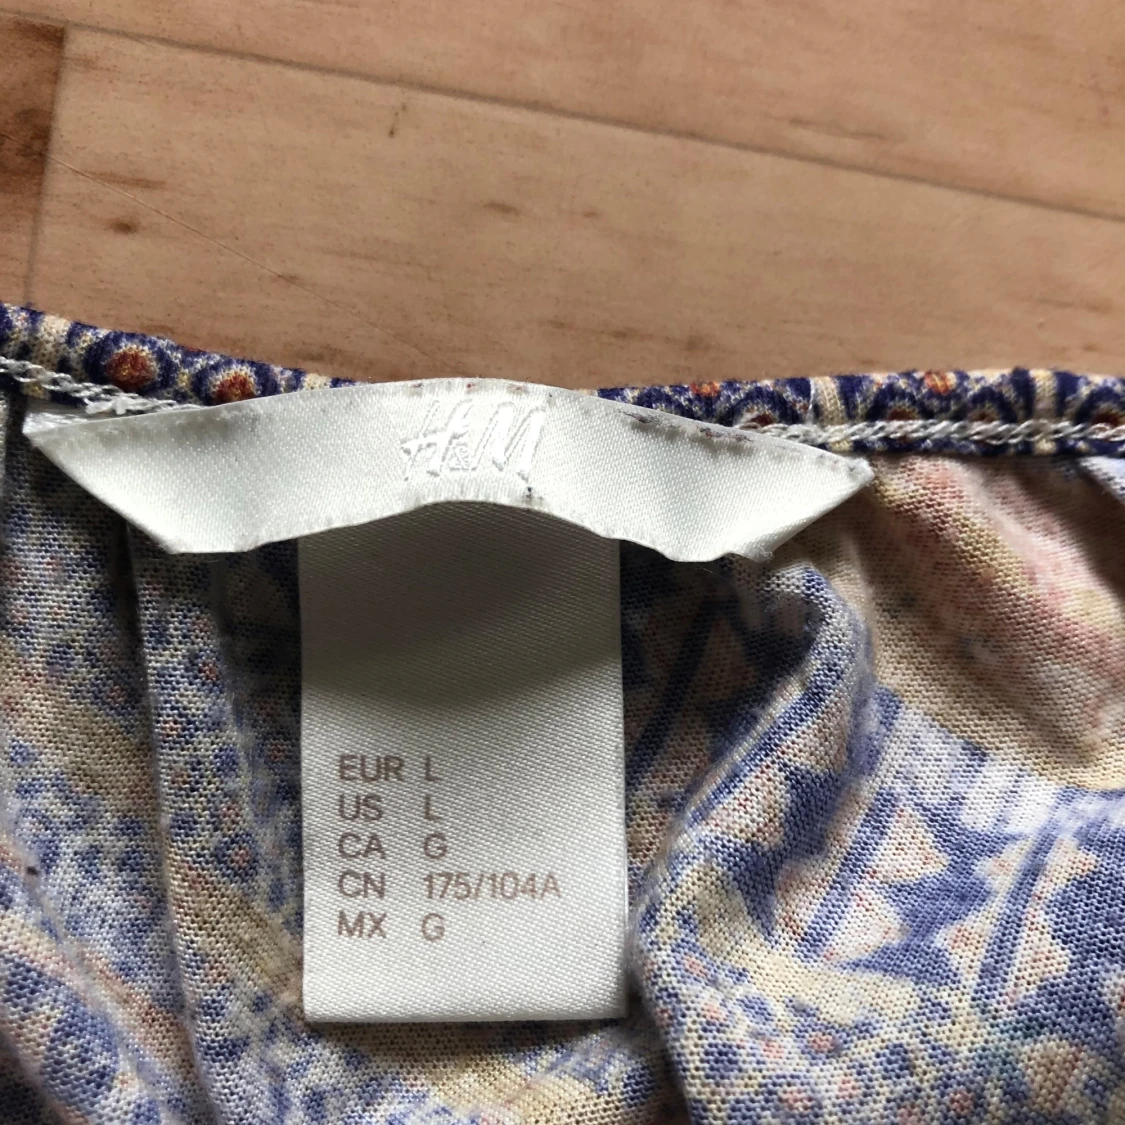 H&M
EUR L
US L
CA G
CN 175/104A
MX G